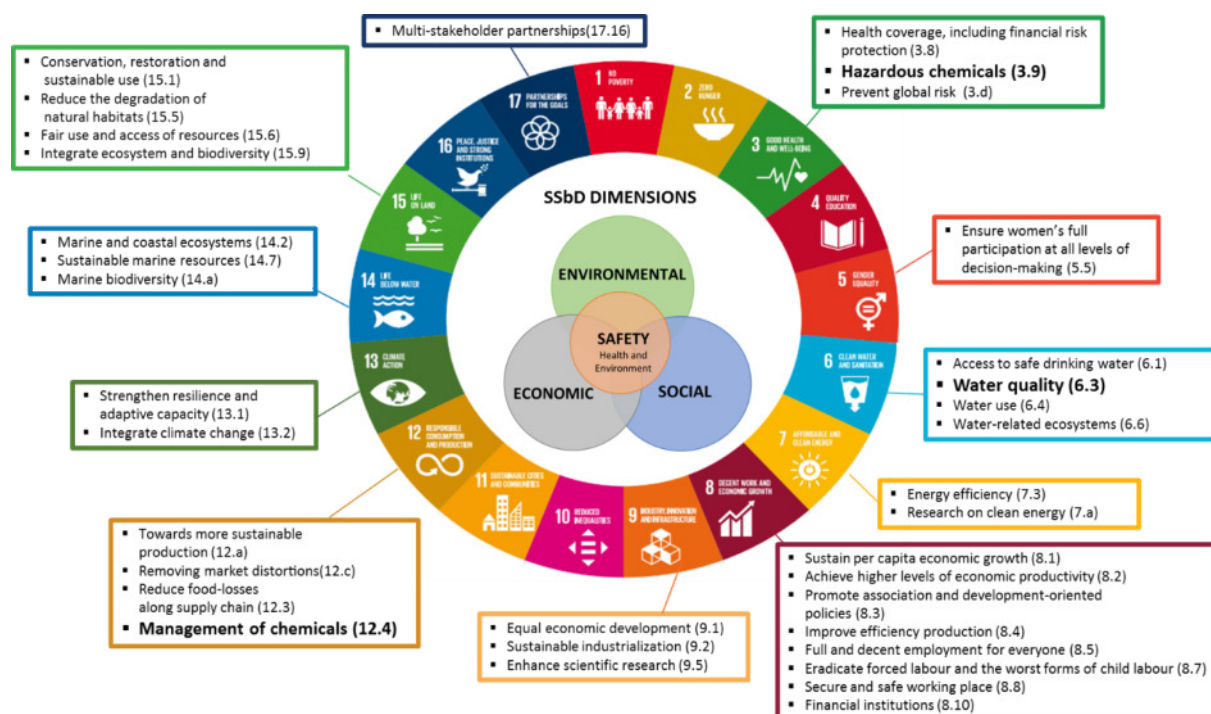 ▪ Multi-stakeholder partnerships(17.16)
▪ Conservation, restoration and
sustainable use (15.1)
▪ Reduce the degradation of
natural habitats (15.5)
▪ Fair use and access of resources (15.6)
▪ Integrate ecosystem and biodiversity (15.9)
▪ Health coverage, including financial risk
protection (3.8)
▪ Hazardous chemicals (3.9)
▪ Prevent global risk (3.d)
1 NO
POVERTY
2 ZERO
HUNGER
3 GOOD HEALTH
AND WELL-BEING
4 QUALITY
EDUCATION
5 GENDER
EQUALITY
6 CLEAN WATER
AND SANITATION
7 AFFORDABLE AND
CLEAN ENERGY
8 DECENT WORK AND
ECONOMIC GROWTH
9 INDUSTRY, INNOVATION
AND INFRASTRUCTURE
10 REDUCED
INEQUALITIES
11 SUSTAINABLE CITIES
AND COMMUNITIES
12 RESPONSIBLE
CONSUMPTION
AND PRODUCTION
13 CLIMATE
ACTION
14 LIFE
BELOW WATER
15 LIFE
ON LAND
16 PEACE, JUSTICE
AND STRONG
INSTITUTIONS
17 PARTNERSHIPS
FOR THE GOALS
SSbD DIMENSIONS
ENVIRONMENTAL
SAFETY
Health and
Environment
ECONOMIC
SOCIAL
▪ Marine and coastal ecosystems (14.2)
▪ Sustainable marine resources (14.7)
▪ Marine biodiversity (14.a)
▪ Ensure women's full
participation at all levels of
decision-making (5.5)
▪ Access to safe drinking water (6.1)
▪ Water quality (6.3)
▪ Water use (6.4)
▪ Water-related ecosystems (6.6)
▪ Strengthen resilience and
adaptive capacity (13.1)
▪ Integrate climate change (13.2)
▪ Energy efficiency (7.3)
▪ Research on clean energy (7.a)
▪ Towards more sustainable
production (12.a)
▪ Removing market distortions(12.c)
▪ Reduce food-losses
along supply chain (12.3)
▪ Management of chemicals (12.4)
▪ Equal economic development (9.1)
▪ Sustainable industrialization (9.2)
▪ Enhance scientific research (9.5)
▪ Sustain per capita economic growth (8.1)
▪ Achieve higher levels of economic productivity (8.2)
▪ Promote association and development-oriented
policies (8.3)
▪ Improve efficiency production (8.4)
▪ Full and decent employment for everyone (8.5)
▪ Eradicate forced labour and the worst forms of child labour (8.7)
▪ Secure and safe working place (8.8)
▪ Financial institutions (8.10)